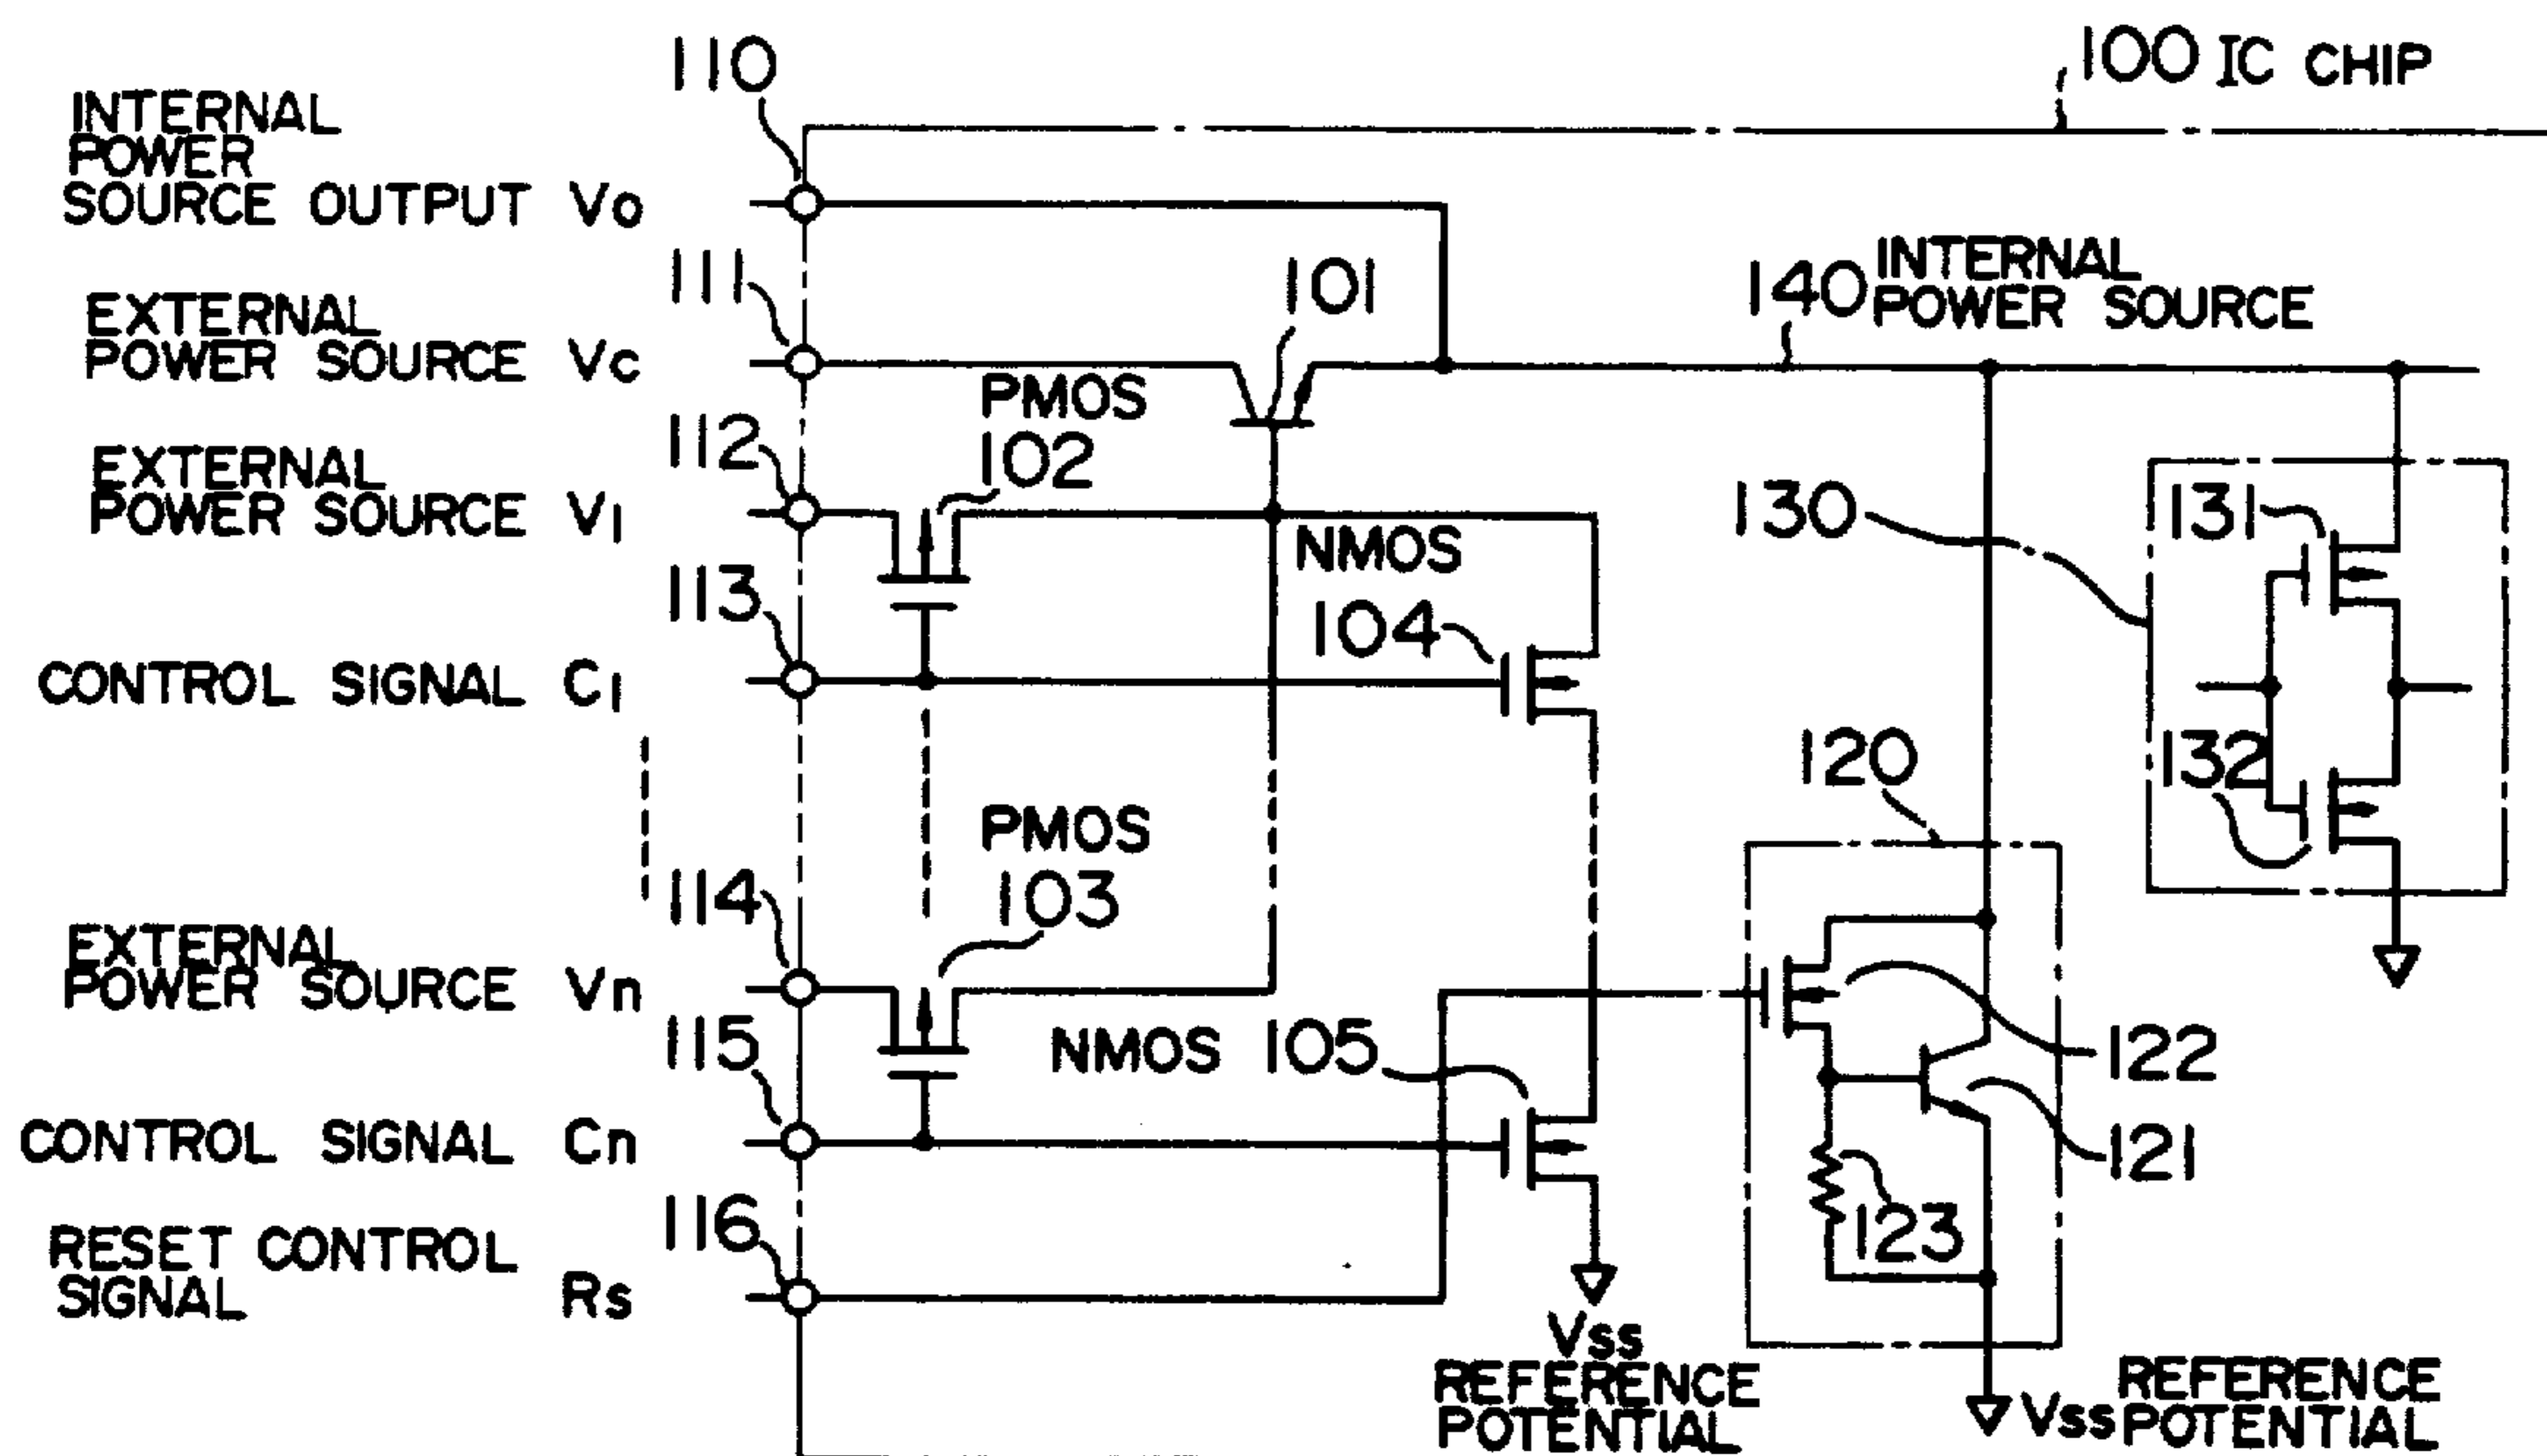 110
100 IC CHIP
INTERNAL
POWER
SOURCE OUTPUT Vo
111
101
140 INTERNAL
POWER SOURCE
EXTERNAL
POWER SOURCE Vc
PMOS
102
112
EXTERNAL
POWER SOURCE V1
130
131
NMOS
104
113
CONTROL SIGNAL C1
132
120
PMOS
103
114
EXTERNAL
POWER SOURCE Vn
115
NMOS 105
122
CONTROL SIGNAL Cn
121
116
123
RESET CONTROL
SIGNAL Rs
Vss
REFERENCE
POTENTIAL
Vss REFERENCE
POTENTIAL